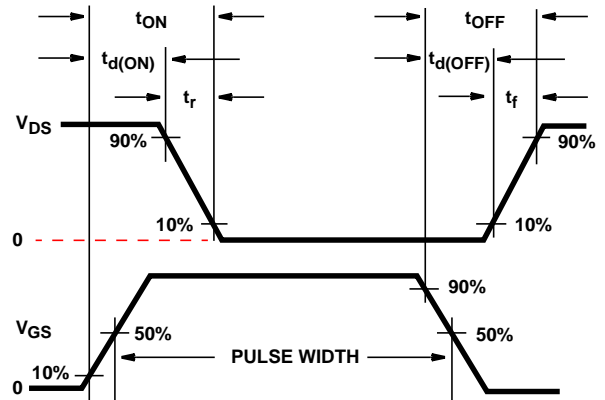 tON tOFF
td(ON) td(OFF)
tr tf
VDS
90% 90%
10% 10%
0
90%
VGS 50% 50%
PULSE WIDTH
10%
0